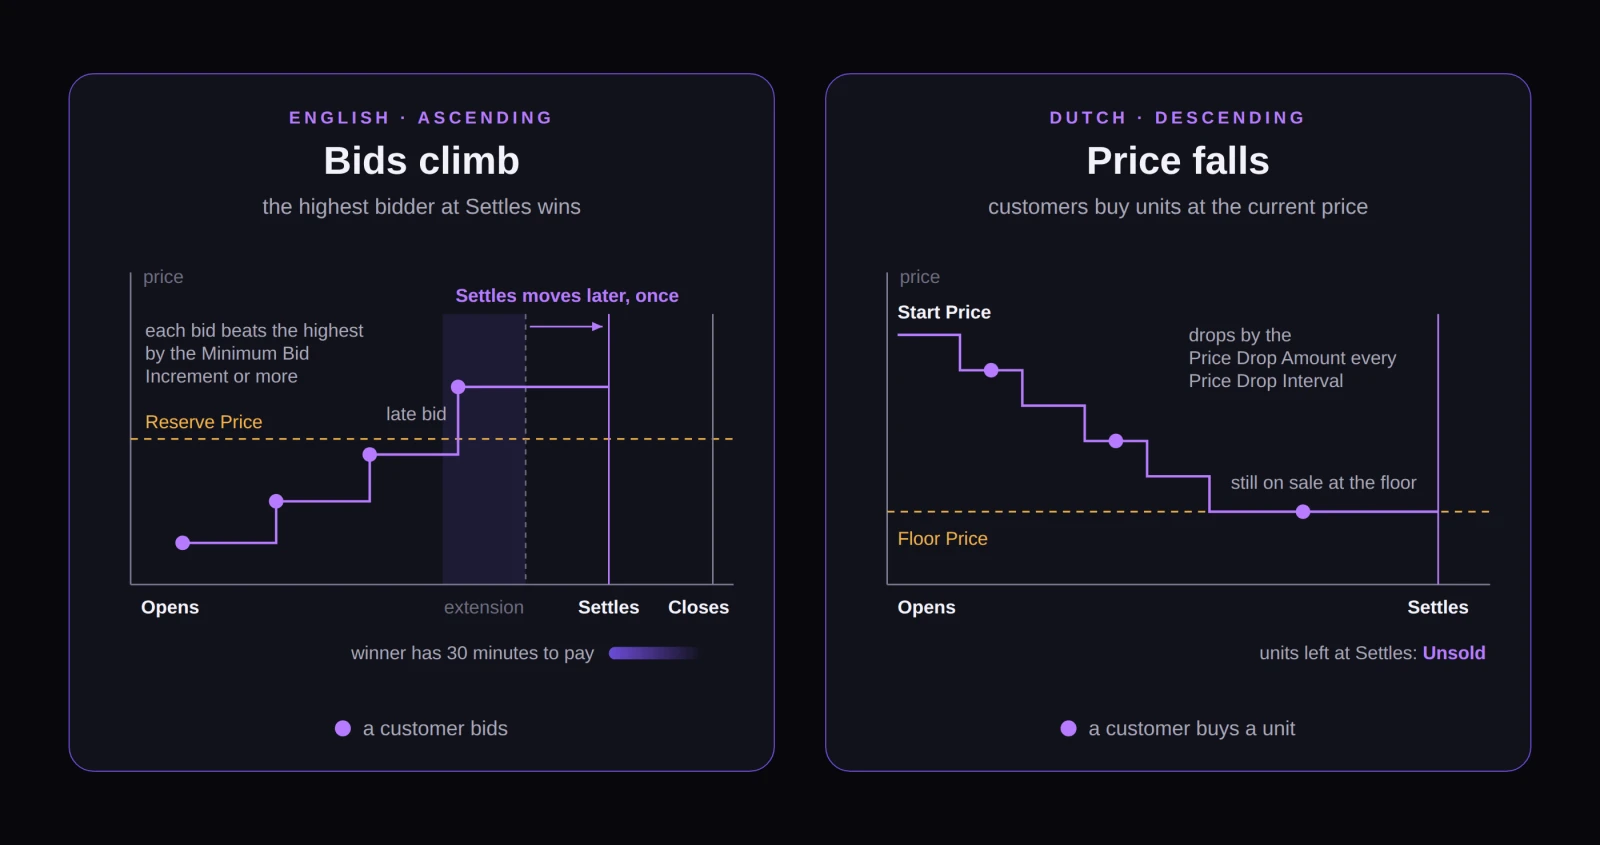 ENGLISH · ASCENDING
Bids climb
the highest bidder at Settles wins
price
Settles moves later, once
each bid beats the highest
by the Minimum Bid
Increment or more
late bid
Reserve Price
Opens
extension
Settles
Closes
winner has 30 minutes to pay
a customer bids
DUTCH · DESCENDING
Price falls
customers buy units at the current price
price
Start Price
drops by the
Price Drop Amount every
Price Drop Interval
still on sale at the floor
Floor Price
Opens
Settles
units left at Settles: Unsold
a customer buys a unit